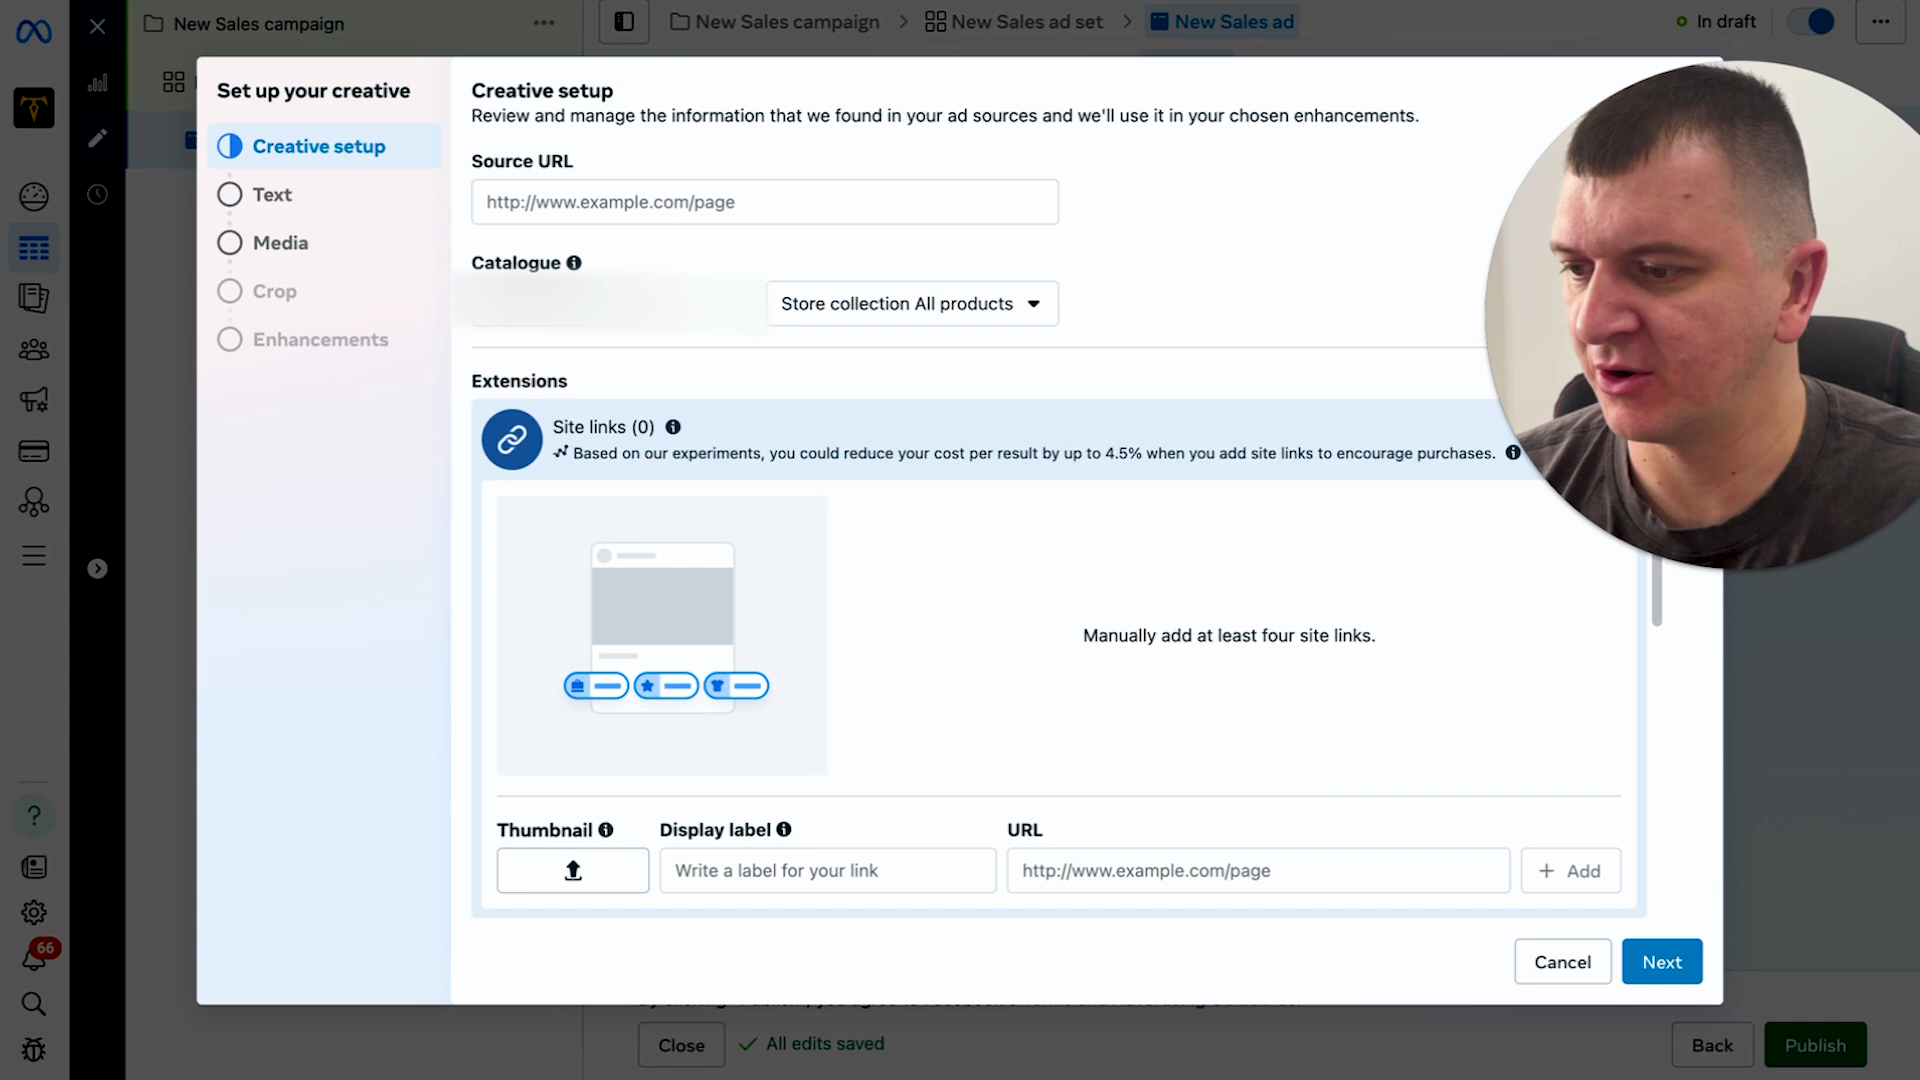 New Sales campaign
New Sales campaign
New Sales ad set
New Sales ad
In draft
Set up your creative
Creative setup
Text
Media
Crop
Enhancements
Creative setup
Review and manage the information that we found in your ad sources and we'll use it in your chosen enhancements.
Source URL
http://www.example.com/page
Catalogue
Store collection All products
Extensions
Site links (0)
Based on our experiments, you could reduce your cost per result by up to 4.5% when you add site links to encourage purchases.
Manually add at least four site links.
Thumbnail
Display label
URL
Write a label for your link
http://www.example.com/page
+ Add
Cancel
Next
66
Close
All edits saved
Back
Publish